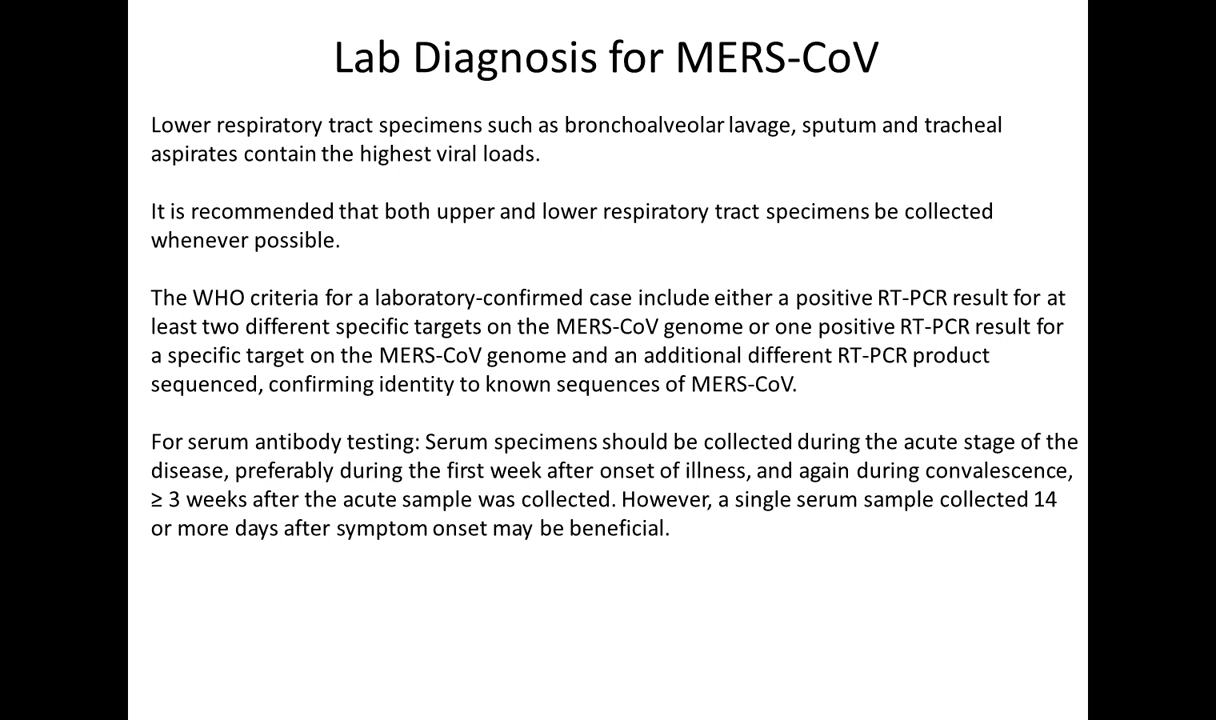 Lab Diagnosis for MERS-CoV
Lower respiratory tract specimens such as bronchoalveolar lavage, sputum and tracheal
aspirates contain the highest viral loads.
It is recommended that both upper and lower respiratory tract specimens be collected
whenever possible.
The WHO criteria for a laboratory-confirmed case include either a positive RT-PCR result for at
least two different specific targets on the MERS-CoV genome or one positive RT-PCR result for
a specific target on the MERS-CoV genome and an additional different RT-PCR product
sequenced, confirming identity to known sequences of MERS-CoV.
For serum antibody testing: Serum specimens should be collected during the acute stage of the
disease, preferably during the first week after onset of illness, and again during convalescence,
≥ 3 weeks after the acute sample was collected. However, a single serum sample collected 14
or more days after symptom onset may be beneficial.